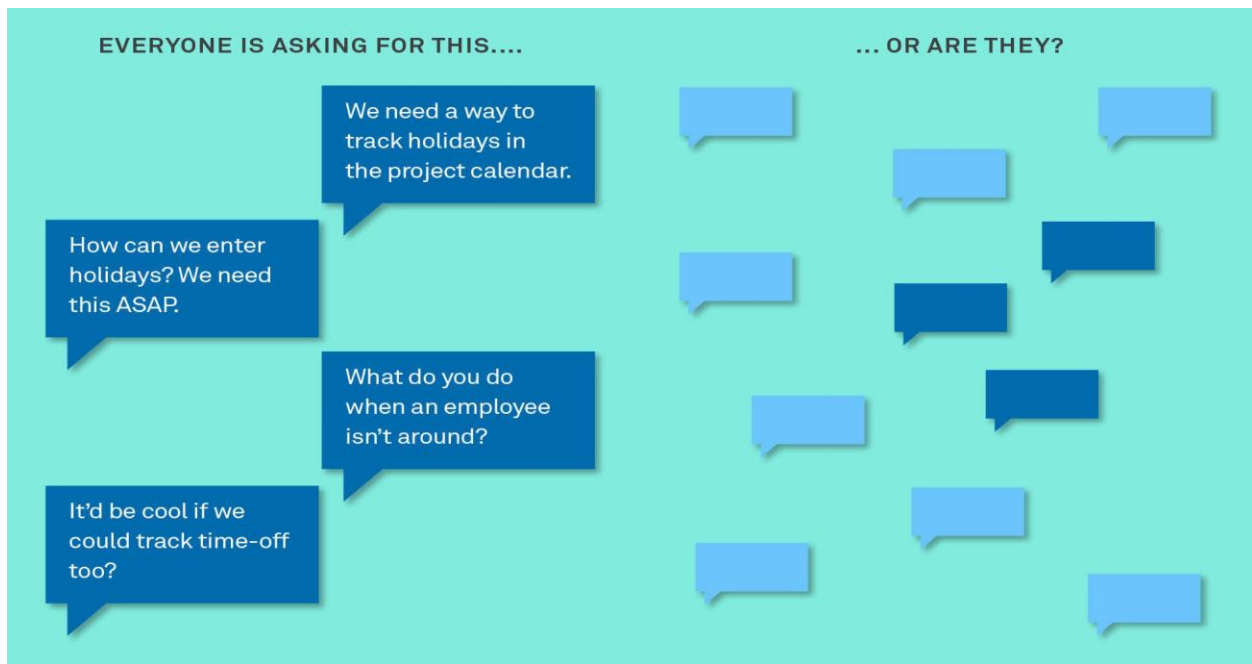 EVERYONE IS ASKING FOR THIS....
... OR ARE THEY?
We need a way to
track holidays in
the project calendar.
How can we enter
holidays? We need
this ASAP.
What do you do
when an employee
isn’t around?
It’d be cool if we
could track time-off
too?